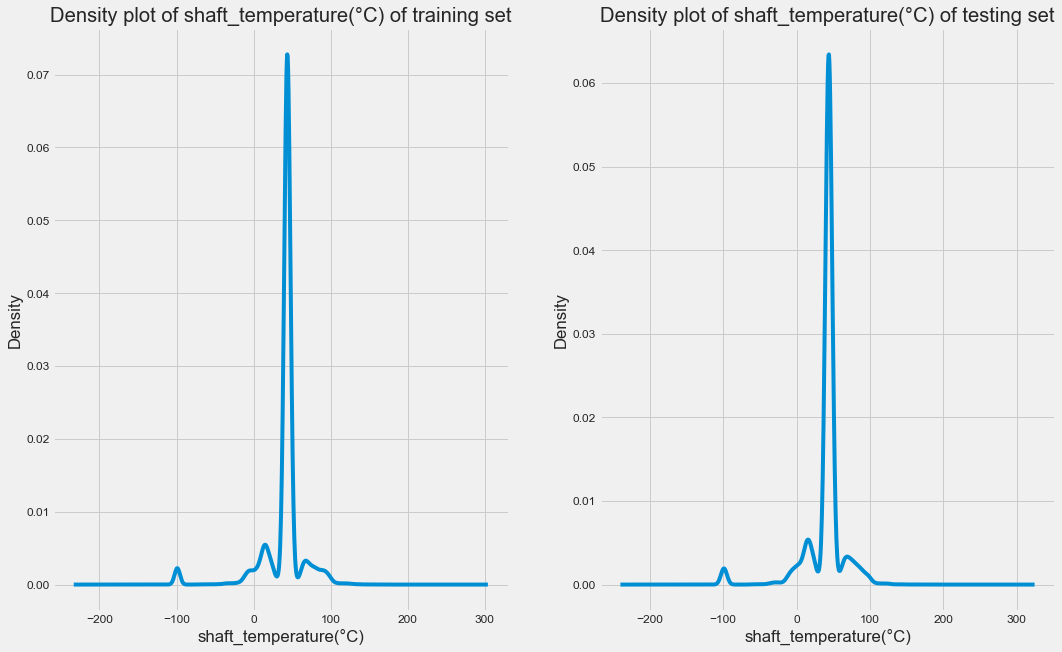 Density plot of shaft_temperature(°C) of training set
Density
0.07
0.06
0.05
0.04
0.03
0.02
0.01
0.00
−200 −100 0 100 200 300
shaft_temperature(°C)
Density plot of shaft_temperature(°C) of testing set
Density
0.06
0.05
0.04
0.03
0.02
0.01
0.00
−200 −100 0 100 200 300
shaft_temperature(°C)